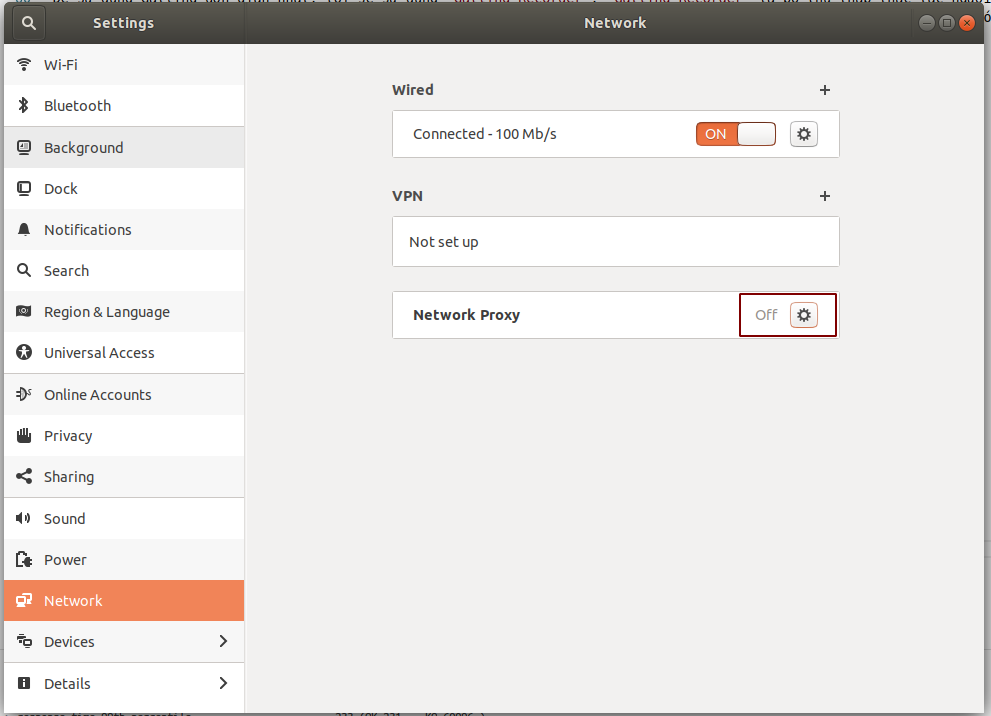 Settings
Network
Wi-Fi
Bluetooth
Background
Dock
Notifications
Search
Region & Language
Universal Access
Online Accounts
Privacy
Sharing
Sound
Power
Network
Devices
Details
Wired
Connected - 100 Mb/s
ON
VPN
Not set up
Network Proxy
Off